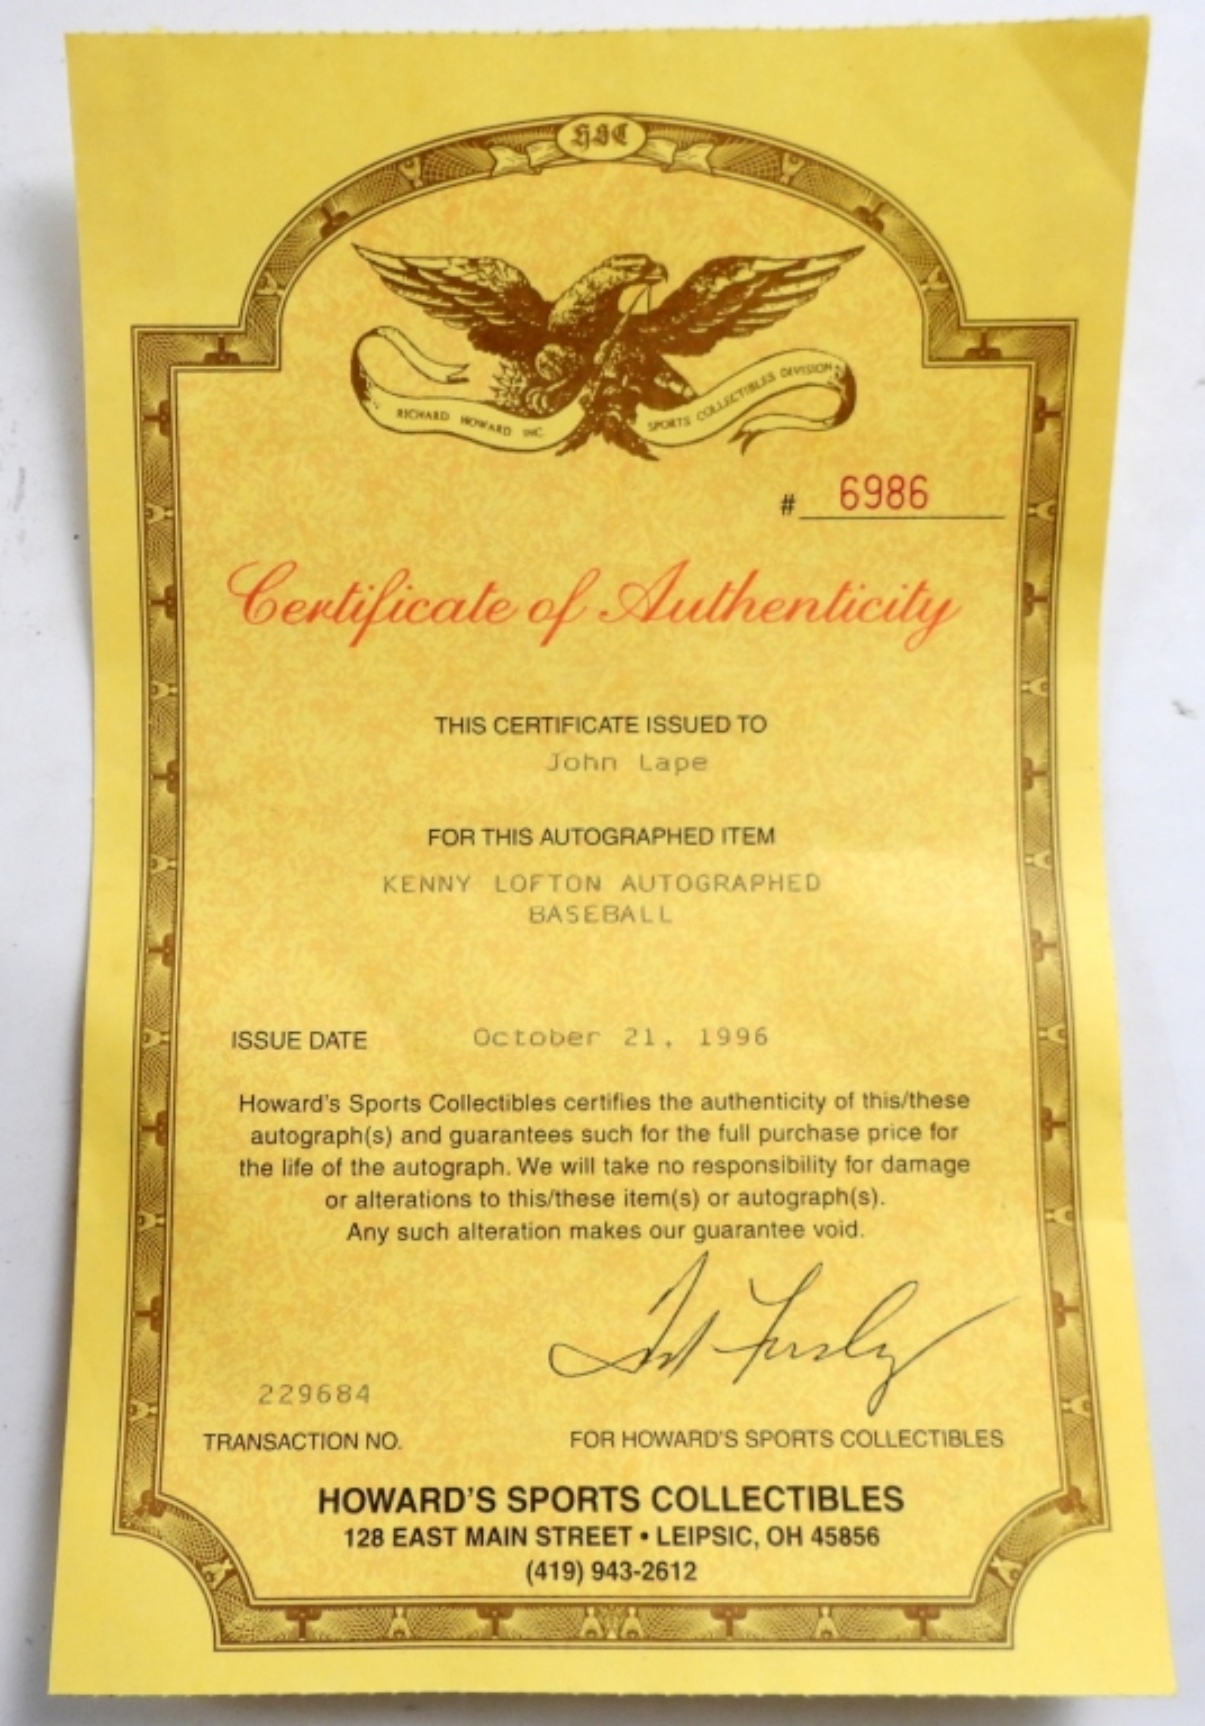 HSC
RICHARD HOWARD INC. SPORTS COLLECTIBLES DIVISION
# 6986
Certificate of Authenticity
THIS CERTIFICATE ISSUED TO
John Lape
FOR THIS AUTOGRAPHED ITEM
KENNY LOFTON AUTOGRAPHED
BASEBALL
ISSUE DATE October 21, 1996
Howard's Sports Collectibles certifies the authenticity of this/these
autograph(s) and guarantees such for the full purchase price for
the life of the autograph. We will take no responsibility for damage
or alterations to this/these item(s) or autograph(s).
Any such alteration makes our guarantee void.
229684
TRANSACTION NO. FOR HOWARD'S SPORTS COLLECTIBLES
HOWARD'S SPORTS COLLECTIBLES
128 EAST MAIN STREET • LEIPSIC, OH 45856
(419) 943-2612